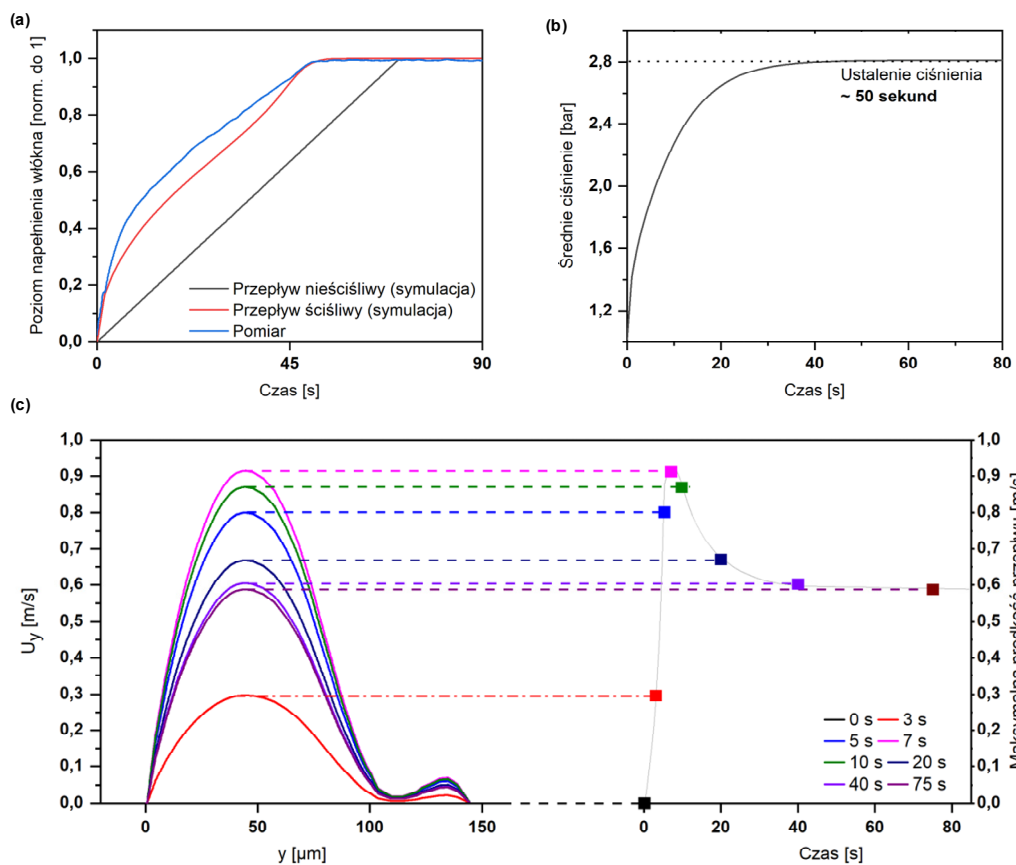 (a)
Poziom napełnienia włókna [norm. do 1]
1,0
0,8
0,6
0,4
0,2
0,0
Przepływ nieściśliwy (symulacja)
Przepływ ściśliwy (symulacja)
Pomiar
0
45
90
Czas [s]
(b)
Średnie ciśnienie [bar]
2,8
2,4
2,0
1,6
1,2
Ustalenie ciśnienia
~ 50 sekund
0
20
40
60
80
Czas [s]
(c)
Uy [m/s]
1,0
0,9
0,8
0,7
0,6
0,5
0,4
0,3
0,2
0,1
0,0
0
50
100
150
y [µm]
0
20
40
60
80
Czas [s]
0 s
3 s
5 s
7 s
10 s
20 s
40 s
75 s
1,0
0,9
0,8
0,7
0,6
0,5
0,4
0,3
0,2
0,1
0,0
Maksymalna prędkość przepływu [m/s]